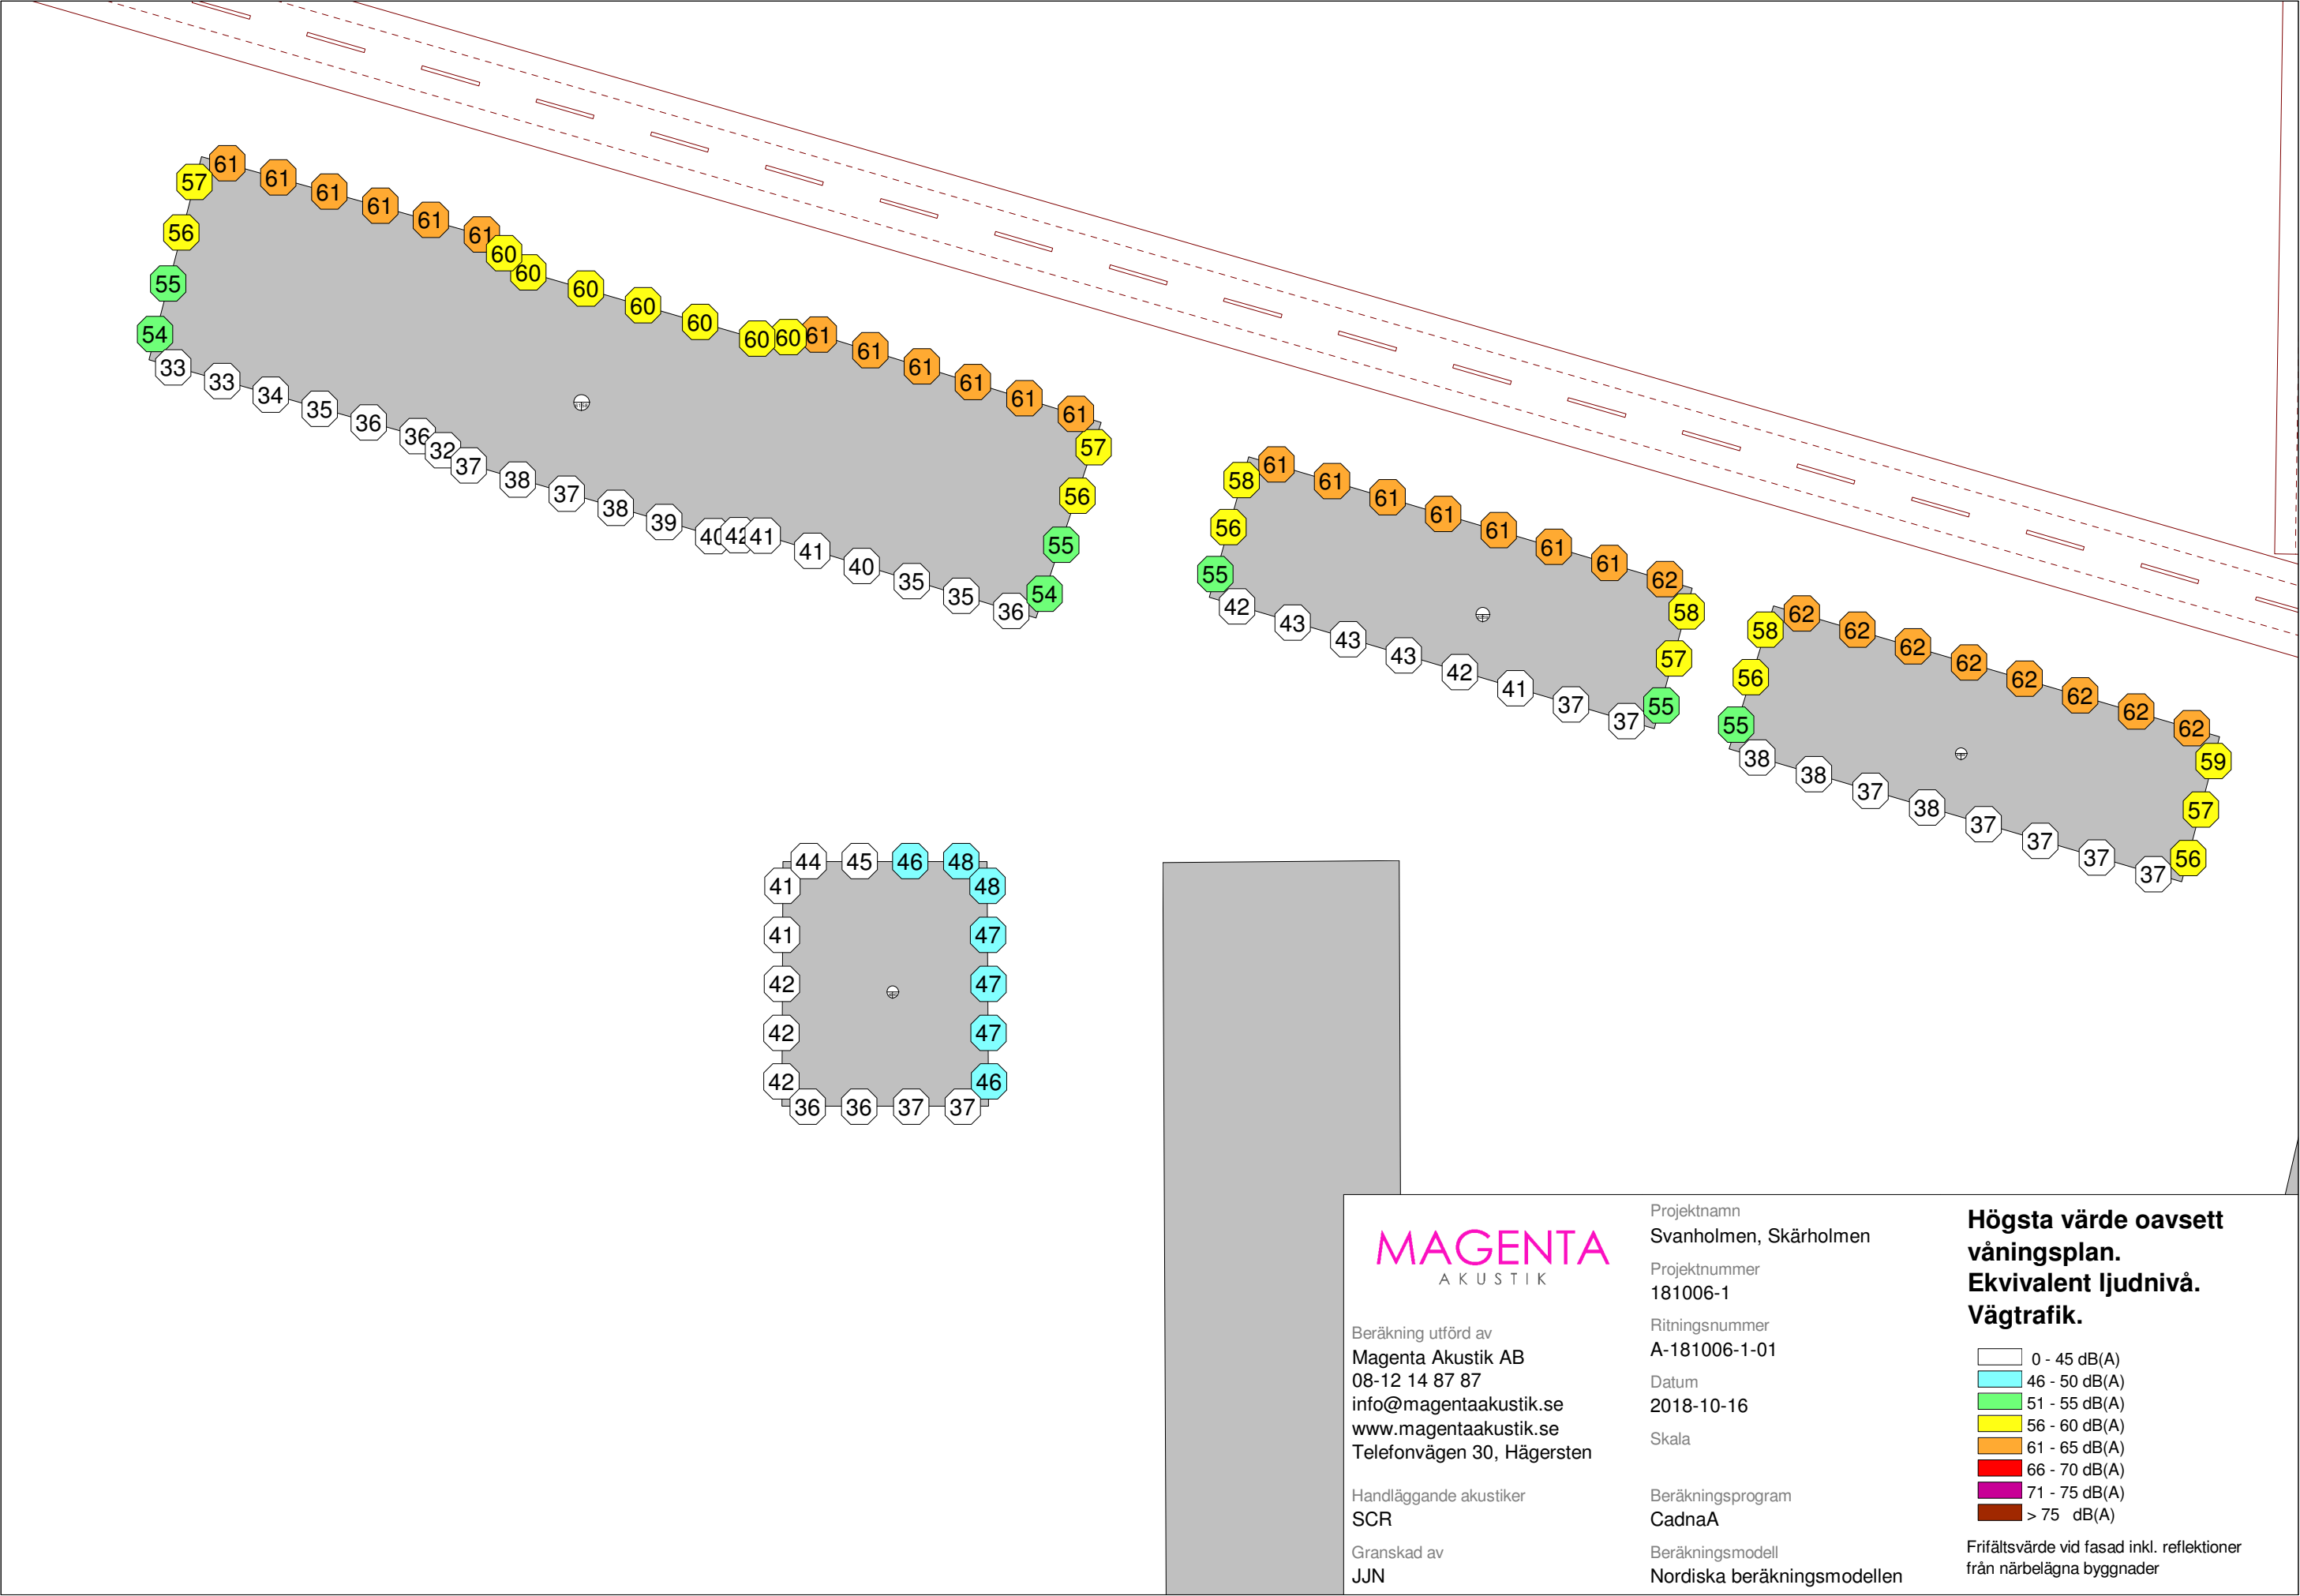 61 61 61 61 61 61
57
56
55
54
60 60 60 60 60 60 60
61 61 61 61 61 61
57
56
55
54
33 33 34 35 36 36 32 37 38 37 38 39 40 42 41 41 40 35 35 36
61 61 61 61 61 61 61 62
58
56
55
58
57
55
42 43 43 43 42 41 37 37
62 62 62 62 62 62 62 62
58
56
55
59
57
56
38 38 37 38 37 37 37 37
44 45 46 48
41 48
41 47
42 47
42 47
42 46
36 36 37 37
MAGENTA
AKUSTIK
Beräkning utförd av
Magenta Akustik AB
08-12 14 87 87
info@magentaakustik.se
www.magentaakustik.se
Telefonvägen 30, Hägersten
Handläggande akustiker
SCR
Granskad av
JJN
Projektnamn
Svanholmen, Skärholmen
Projektnummer
181006-1
Ritningsnummer
A-181006-1-01
Datum
2018-10-16
Skala
Beräkningsprogram
CadnaA
Beräkningsmodell
Nordiska beräkningsmodellen
Högsta värde oavsett
våningsplan.
Ekvivalent ljudnivå.
Vägtrafik.
0 - 45 dB(A)
46 - 50 dB(A)
51 - 55 dB(A)
56 - 60 dB(A)
61 - 65 dB(A)
66 - 70 dB(A)
71 - 75 dB(A)
> 75 dB(A)
Frifältsvärde vid fasad inkl. reflektioner
från närbelägna byggnader